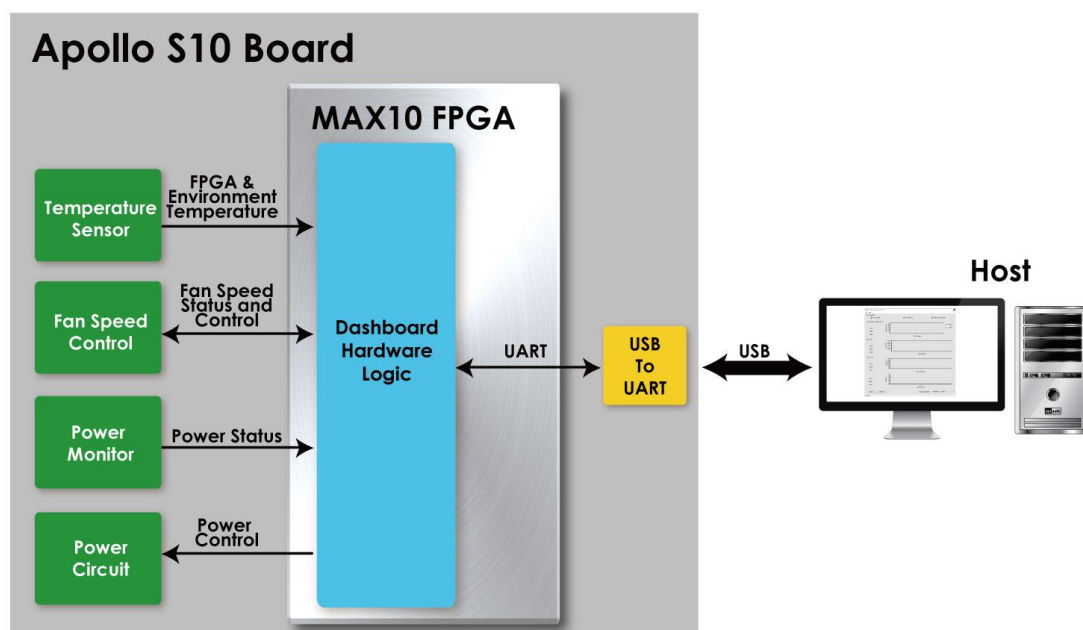 Apollo S10 Board
MAX10 FPGA
Temperature
Sensor
FPGA &
Environment
Temperature
Fan Speed
Control
Fan Speed
Status and
Control
Power
Monitor
Power Status
Power
Circuit
Power
Control
Dashboard
Hardware
Logic
UART
USB
To
UART
USB
Host